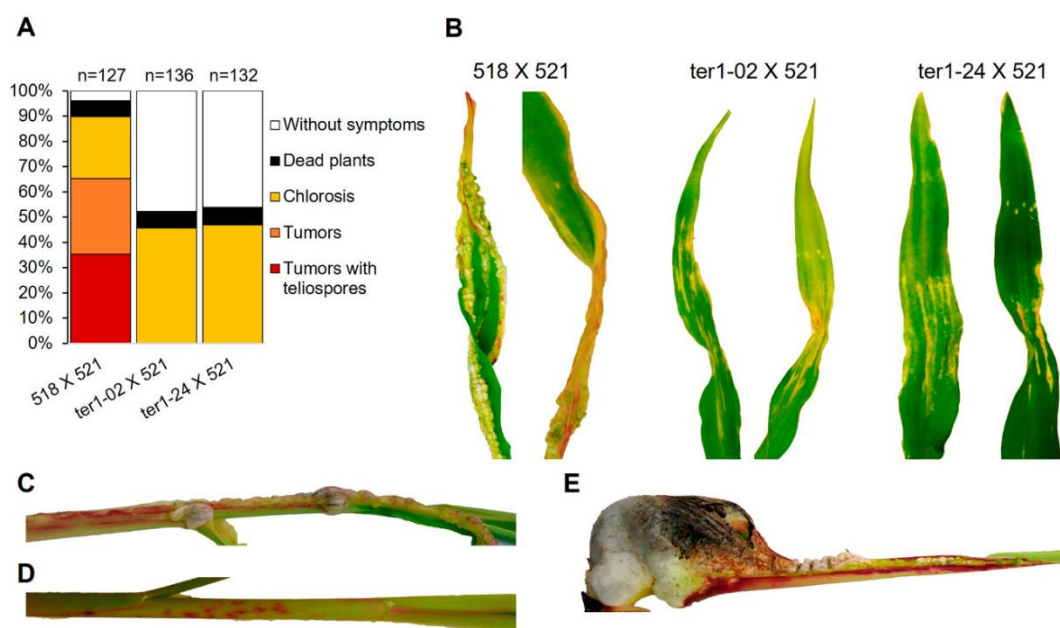 A
n=127 n=136 n=132
100%
90%
80%
70%
60%
50%
40%
30%
20%
10%
0%
518 X 521
ter1-02 X 521
ter1-24 X 521
Without symptoms
Dead plants
Chlorosis
Tumors
Tumors with
teliospores
B
518 X 521 ter1-02 X 521 ter1-24 X 521
C
D
E